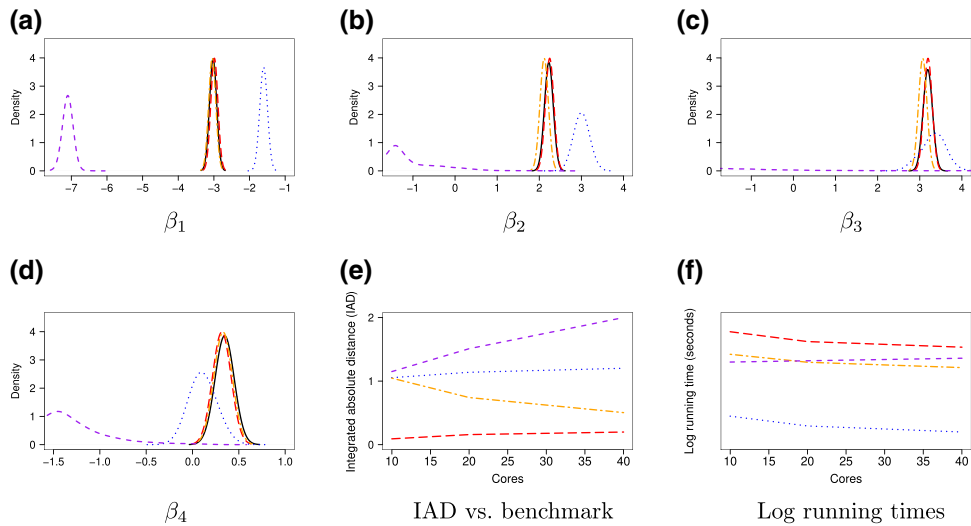 (a)
Density
4
3
2
1
0
−7 −6 −5 −4 −3 −2 −1
β1
(b)
Density
4
3
2
1
0
−1 0 1 2 3 4
β2
(c)
Density
4
3
2
1
0
−1 0 1 2 3 4
β3
(d)
Density
4
3
2
1
0
−1.5 −1.0 −0.5 0.0 0.5 1.0
β4
(e)
Integrated absolute distance (IAD)
2
1
0
10 15 20 25 30 35 40
Cores
IAD vs. benchmark
(f)
Log running time (seconds)
10 15 20 25 30 35 40
Cores
Log running times